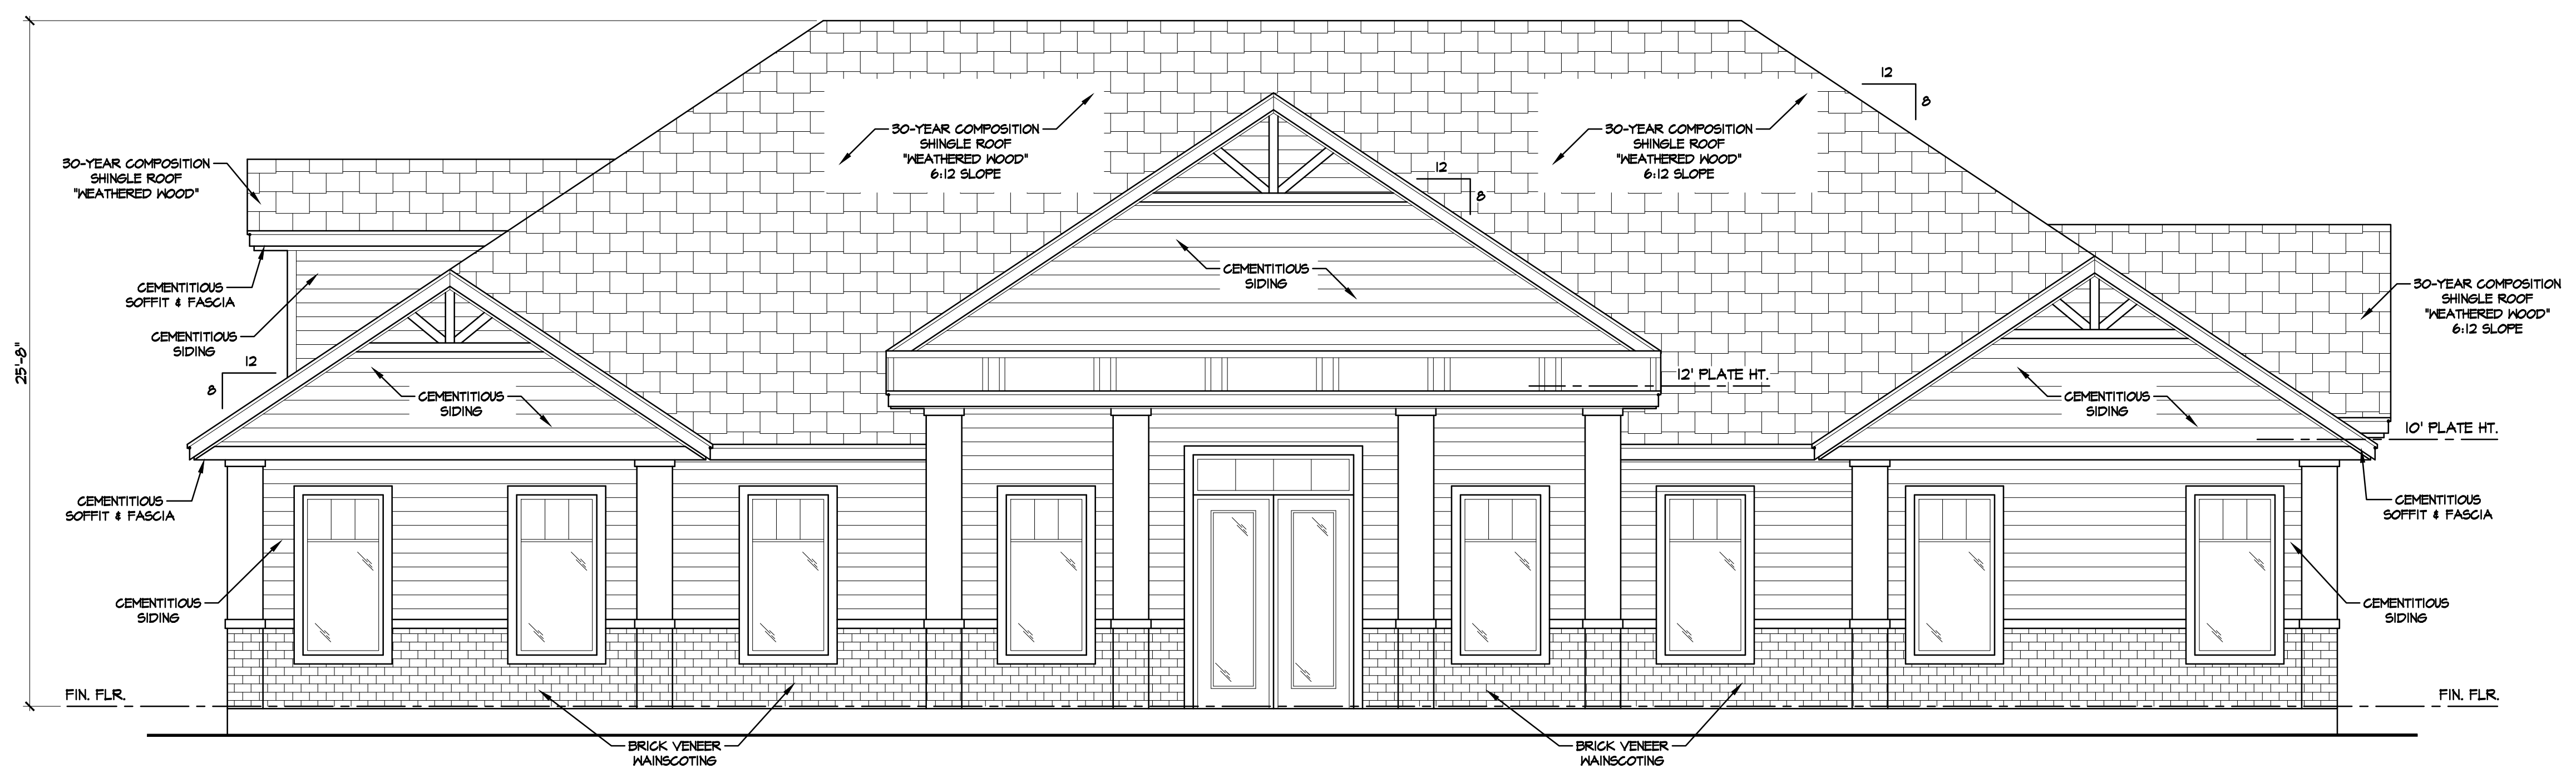 12
8
30-YEAR COMPOSITION
SHINGLE ROOF
"WEATHERED WOOD"
6:12 SLOPE
30-YEAR COMPOSITION
SHINGLE ROOF
"WEATHERED WOOD"
6:12 SLOPE
30-YEAR COMPOSITION
SHINGLE ROOF
"WEATHERED WOOD"
12
8
CEMENTITIOUS
SIDING
CEMENTITIOUS
SOFFIT & FASCIA
30-YEAR COMPOSITION
SHINGLE ROOF
"WEATHERED WOOD"
6:12 SLOPE
CEMENTITIOUS
SIDING
25'-8"
12
8
12' PLATE HT.
CEMENTITIOUS
SIDING
CEMENTITIOUS
SIDING
10' PLATE HT.
CEMENTITIOUS
SOFFIT & FASCIA
CEMENTITIOUS
SOFFIT & FASCIA
CEMENTITIOUS
SIDING
CEMENTITIOUS
SIDING
FIN. FLR.
FIN. FLR.
BRICK VENEER
WAINSCOTING
BRICK VENEER
WAINSCOTING